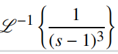 ℒ⁻¹ { 1 / (s − 1)³ }